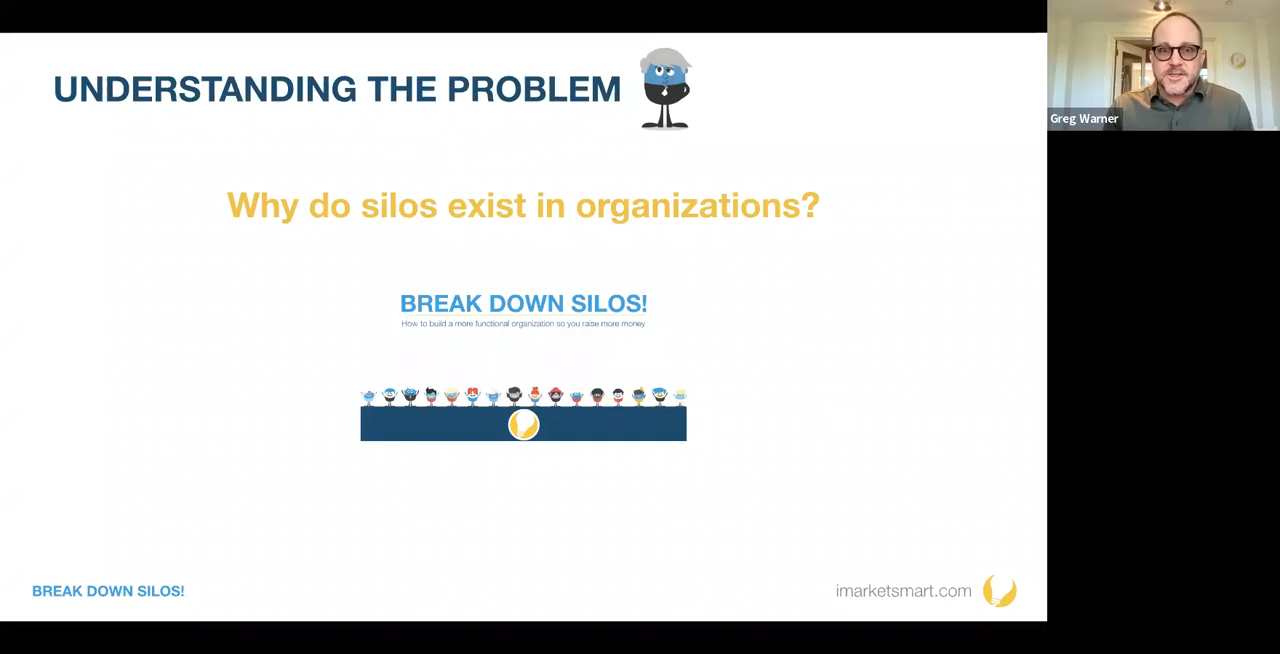 UNDERSTANDING THE PROBLEM
Greg Warner
Why do silos exist in organizations?
BREAK DOWN SILOS!
How to build a more functional organization so you raise more money
BREAK DOWN SILOS!
imarketsmart.com